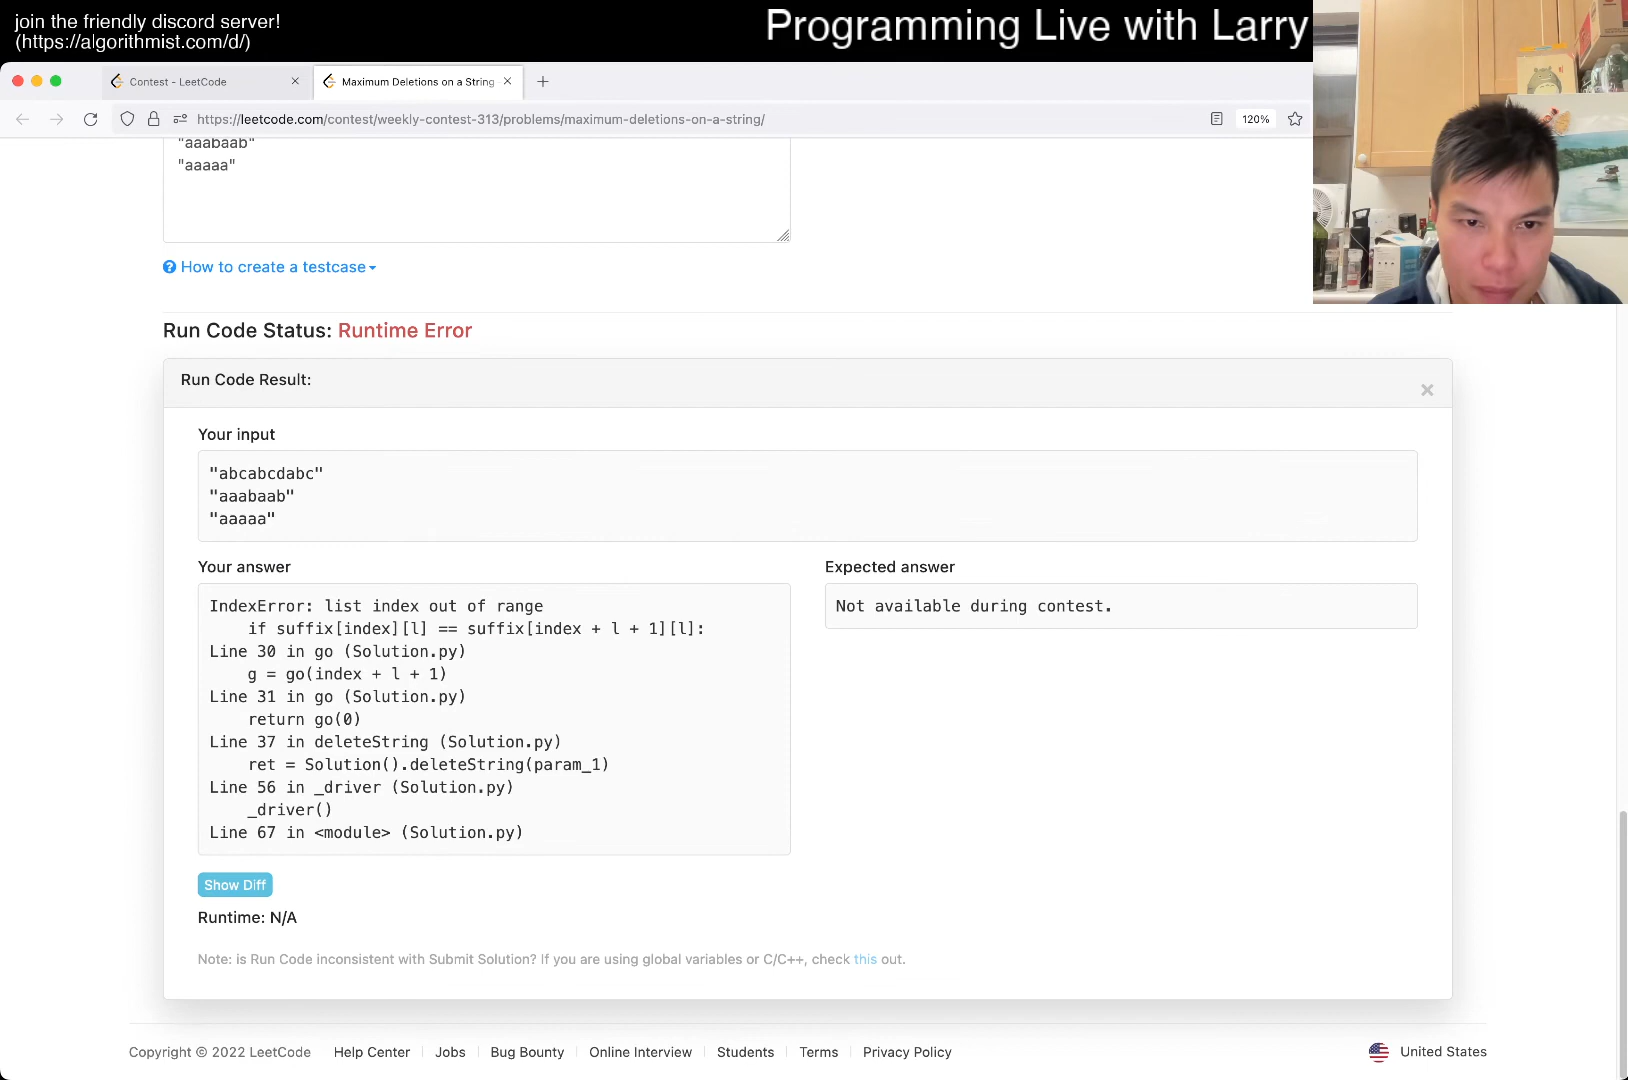 join the friendly discord server!
(https://algorithmist.com/d/)
Programming Live with Larry
Contest - LeetCode
Maximum Deletions on a String
https://leetcode.com/contest/weekly-contest-313/problems/maximum-deletions-on-a-string/
120%
"aaabaab"
"aaaaa"
How to create a testcase
Run Code Status: Runtime Error
Run Code Result:
Your input
"abcabcdabc"
"aaabaab"
"aaaaa"
Your answer
Expected answer
IndexError: list index out of range
if suffix[index][l] == suffix[index + l + 1][l]:
Line 30 in go (Solution.py)
g = go(index + l + 1)
Line 31 in go (Solution.py)
return go(0)
Line 37 in deleteString (Solution.py)
ret = Solution().deleteString(param_1)
Line 56 in _driver (Solution.py)
_driver()
Line 67 in <module> (Solution.py)
Not available during contest.
Show Diff
Runtime: N/A
Note: is Run Code inconsistent with Submit Solution? If you are using global variables or C/C++, check this out.
Copyright © 2022 LeetCode
Help Center
Jobs
Bug Bounty
Online Interview
Students
Terms
Privacy Policy
United States